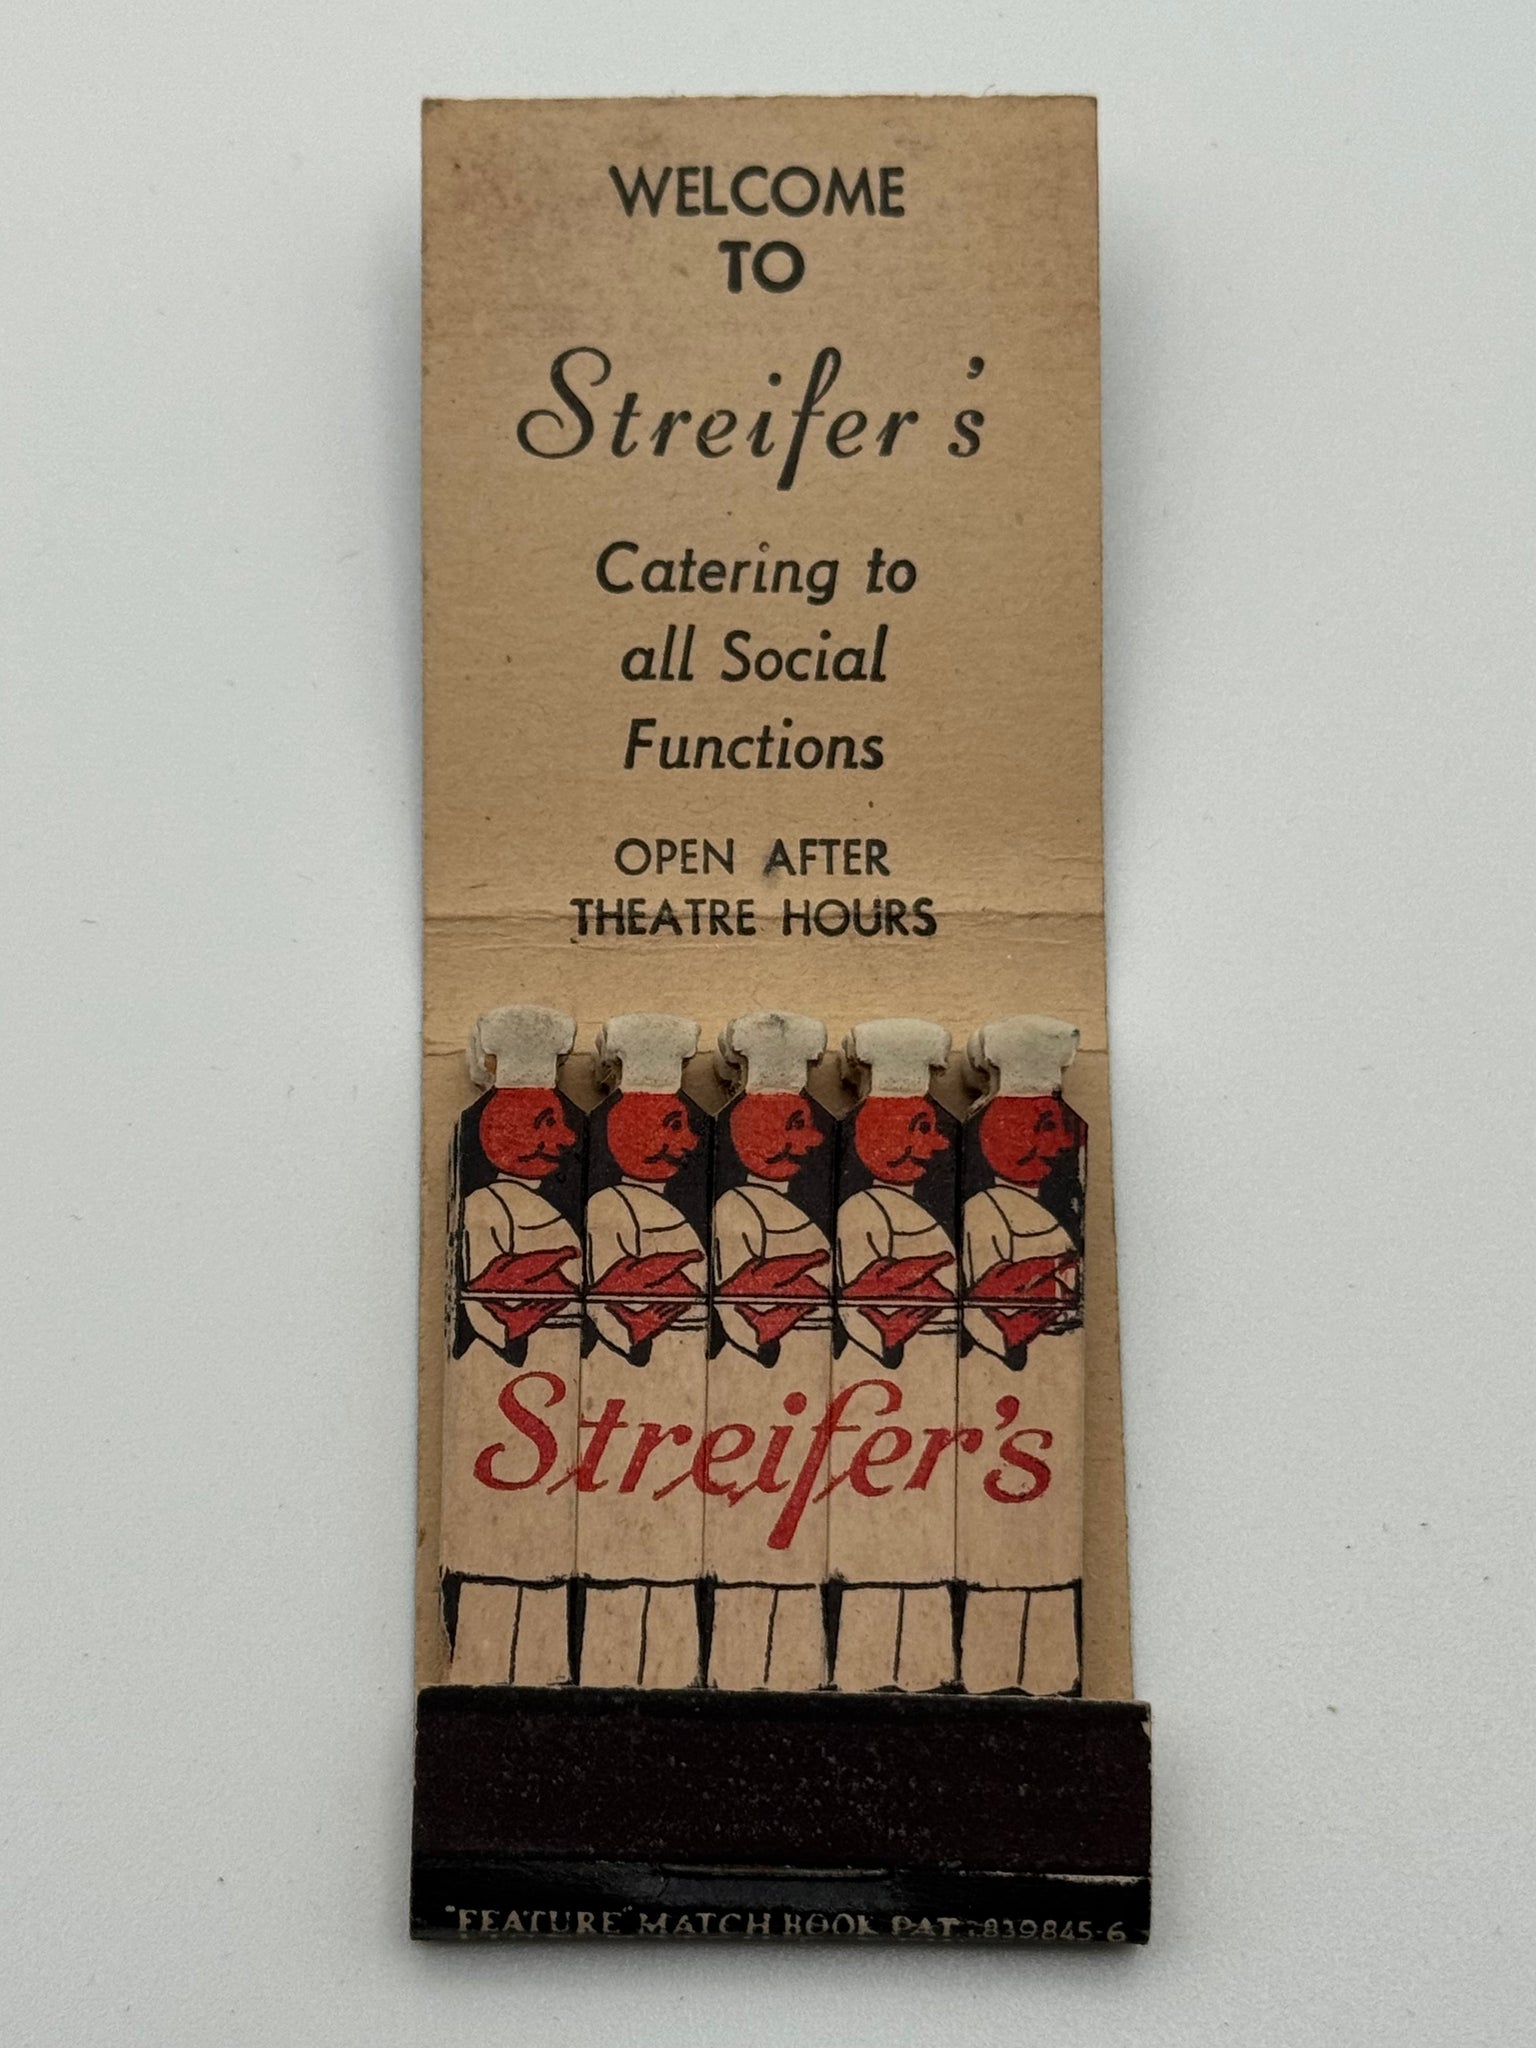 WELCOME
TO
Streifer's
Catering to
all Social
Functions
OPEN AFTER
THEATRE HOURS
Streifer's
"FEATURE" MATCH BOOK PAT. 839845-6